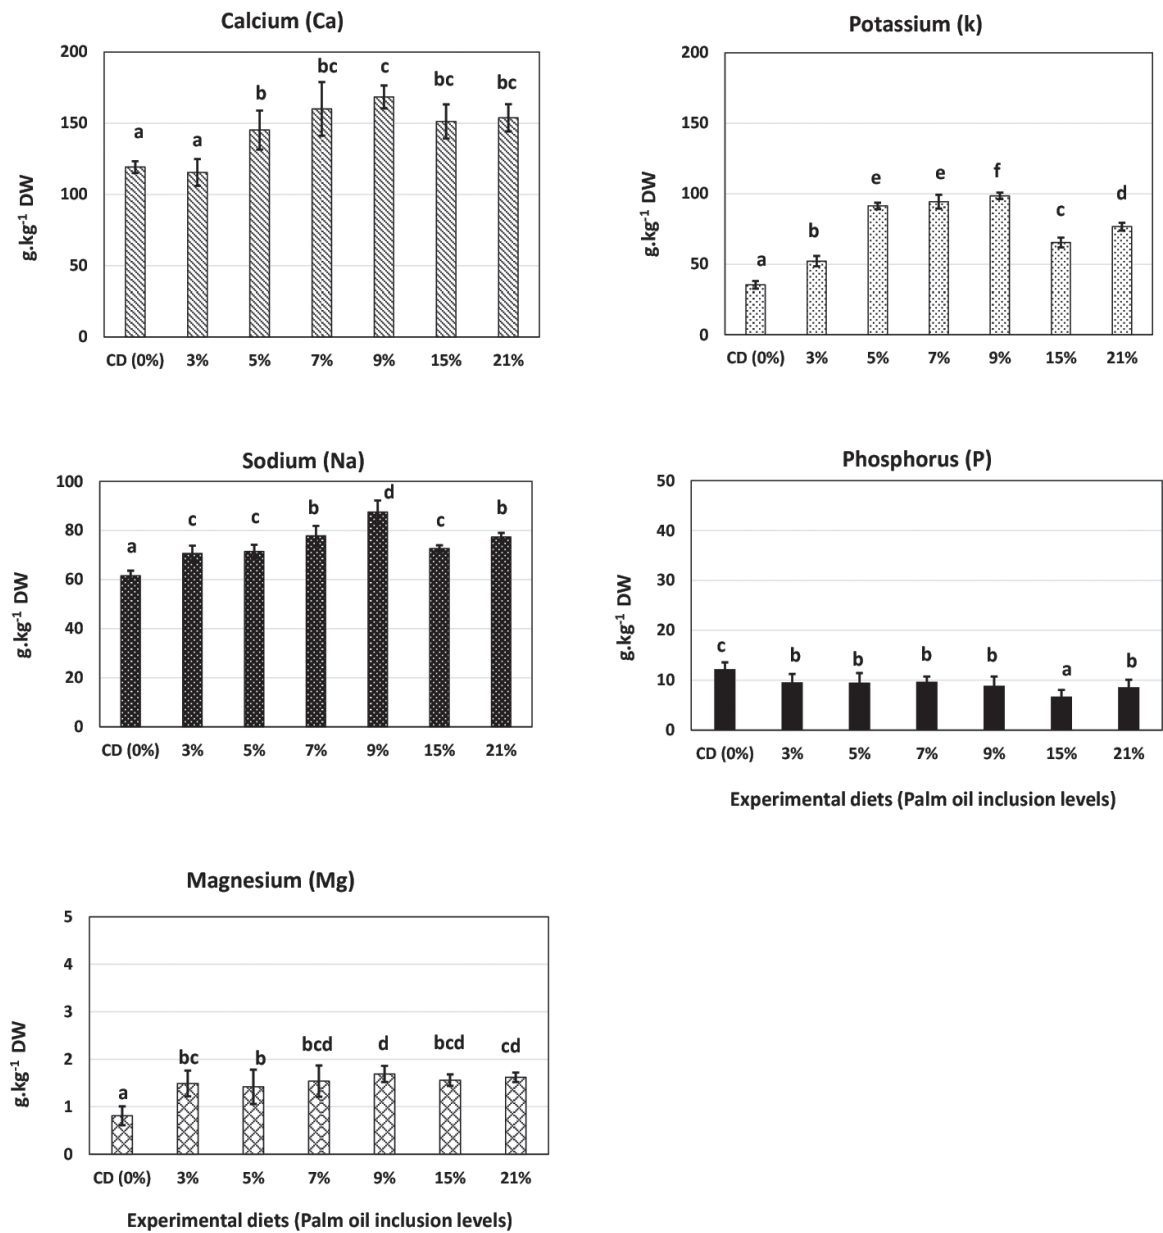 Calcium (Ca)
200
150
100
50
0
g.kg-1 DW
a
a
b
bc
c
bc
bc
CD (0%) 3% 5% 7% 9% 15% 21%
Potassium (k)
200
150
100
50
0
g.kg-1 DW
a
b
e
e
f
c
d
CD (0%) 3% 5% 7% 9% 15% 21%
Sodium (Na)
100
80
60
40
20
0
g.kg-1 DW
a
c
c
b
d
c
b
CD (0%) 3% 5% 7% 9% 15% 21%
Phosphorus (P)
50
40
30
20
10
0
g.kg-1 DW
c
b
b
b
b
a
b
CD (0%) 3% 5% 7% 9% 15% 21%
Experimental diets (Palm oil inclusion levels)
Magnesium (Mg)
5
4
3
2
1
0
g.kg-1 DW
a
bc
b
bcd
d
bcd
cd
CD (0%) 3% 5% 7% 9% 15% 21%
Experimental diets (Palm oil inclusion levels)